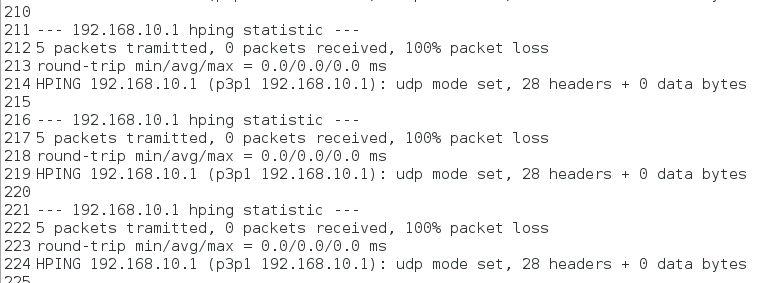 210
211 --- 192.168.10.1 hping statistic ---
212 5 packets tramitted, 0 packets received, 100% packet loss
213 round-trip min/avg/max = 0.0/0.0/0.0 ms
214 HPING 192.168.10.1 (p3p1 192.168.10.1): udp mode set, 28 headers + 0 data bytes
215
216 --- 192.168.10.1 hping statistic ---
217 5 packets tramitted, 0 packets received, 100% packet loss
218 round-trip min/avg/max = 0.0/0.0/0.0 ms
219 HPING 192.168.10.1 (p3p1 192.168.10.1): udp mode set, 28 headers + 0 data bytes
220
221 --- 192.168.10.1 hping statistic ---
222 5 packets tramitted, 0 packets received, 100% packet loss
223 round-trip min/avg/max = 0.0/0.0/0.0 ms
224 HPING 192.168.10.1 (p3p1 192.168.10.1): udp mode set, 28 headers + 0 data bytes
225